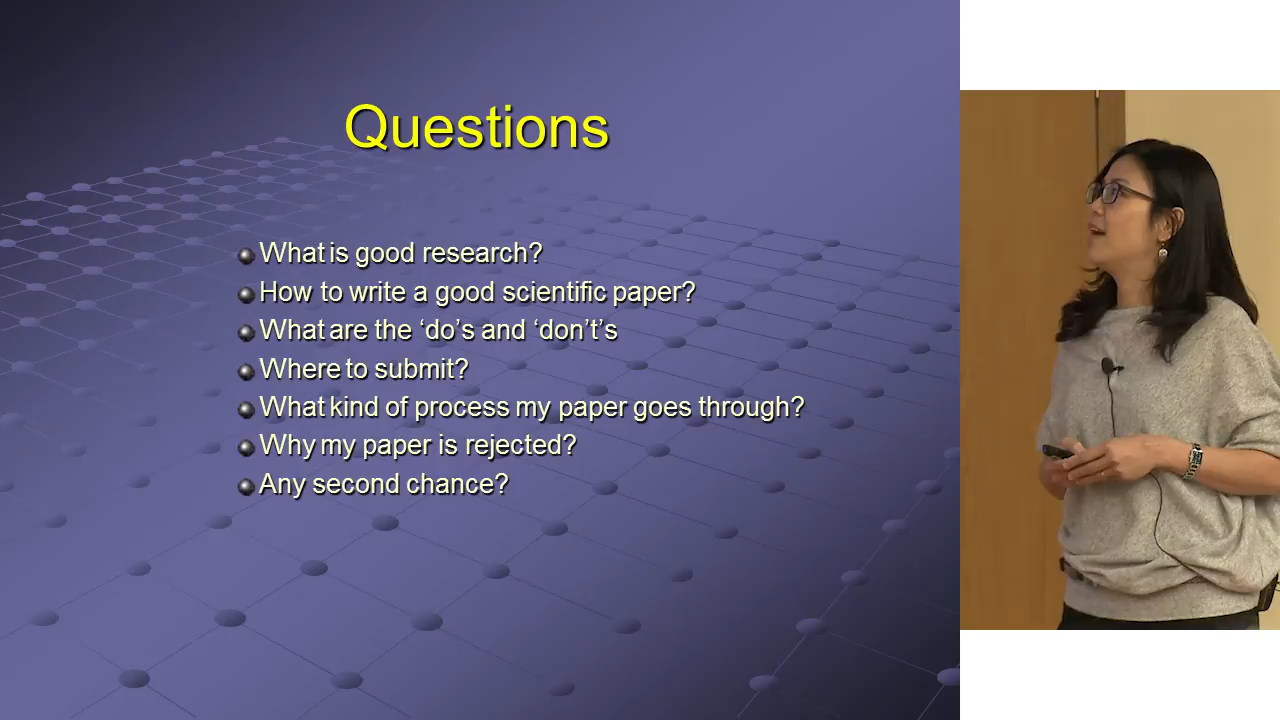 Questions
What is good research?
How to write a good scientific paper?
What are the ‘do’s and ‘don’t’s
Where to submit?
What kind of process my paper goes through?
Why my paper is rejected?
Any second chance?